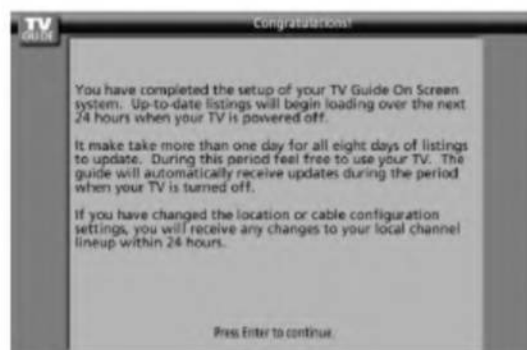 TV
GUIDE
Congratulations!
You have completed the setup of your TV Guide On Screen
system. Up-to-date listings will begin loading over the next
24 hours when your TV is powered off.
It make take more than one day for all eight days of listings
to update. During this period feel free to use your TV. The
guide will automatically receive updates during the period
when your TV is turned off.
If you have changed the location or cable configuration
settings, you will receive any changes to your local channel
lineup within 24 hours.
Press Enter to continue.